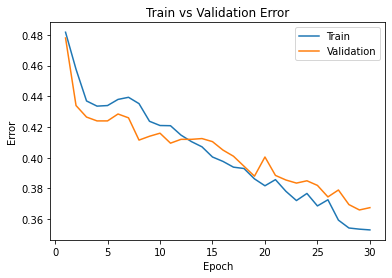 Train vs Validation Error
Train
Validation
0.48
0.46
0.44
0.42
0.40
0.38
0.36
Error
0 5 10 15 20 25 30
Epoch